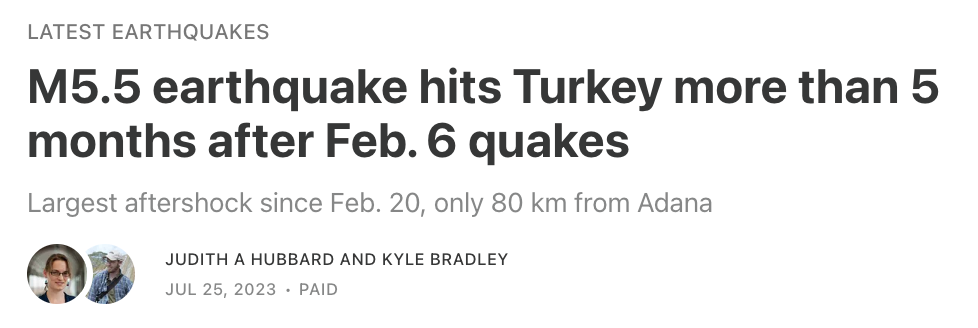 LATEST EARTHQUAKES
M5.5 earthquake hits Turkey more than 5
months after Feb. 6 quakes
Largest aftershock since Feb. 20, only 80 km from Adana
JUDITH A HUBBARD AND KYLE BRADLEY
JUL 25, 2023 · PAID